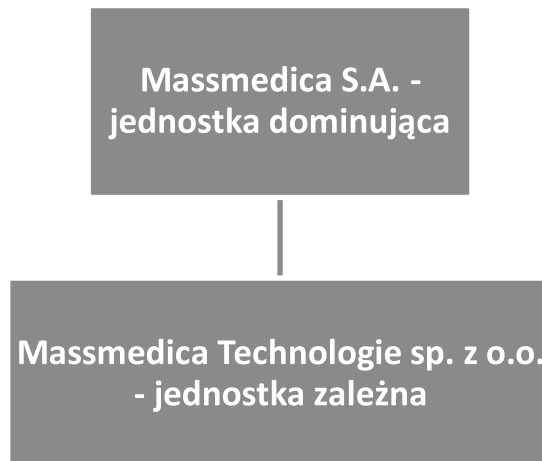 Massmedica S.A. -
jednostka dominująca
Massmedica Technologie sp. z o.o.
- jednostka zależna